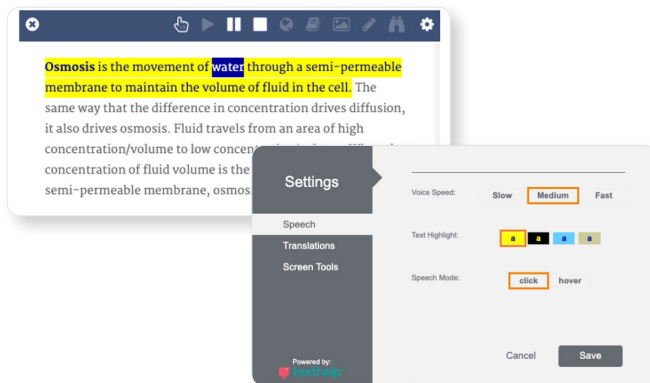 Osmosis is the movement of water through a semi-permeable
membrane to maintain the volume of fluid in the cell. The
same way that the difference in concentration drives diffusion,
it also drives osmosis. Fluid travels from an area of high
concentration/volume to low
concentration of fluid volume is the
semi-permeable membrane, osmos
Settings
Speech
Translations
Screen Tools
Powered by:
texthelp
Voice Speed: Slow Medium Fast
Text Highlight: a a a a
Speech Mode: click hover
Cancel Save